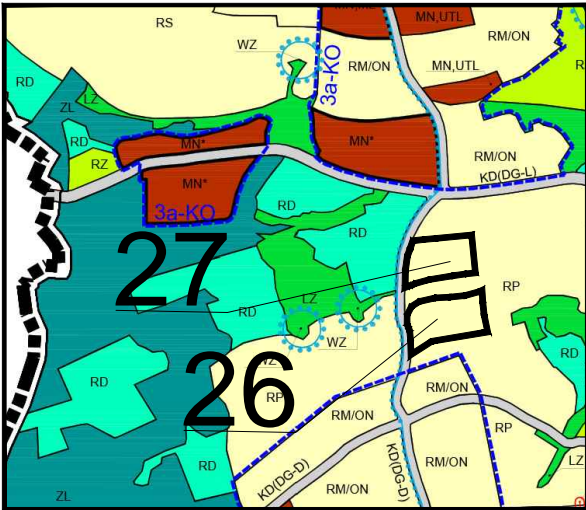 RS
MN,UTL
WZ
RM/ON
RM/ON
3a-KO
MN,UTL
RD
ZL
LZ
RD
MN*
MN*
RM/ON
RZ
MN*
KD(DG-L)
3a-KO
RD
27
RP
LZ
RD
WZ
RD
26
RD
RP
RM/ON
RM/ON
RP
RD
KD(DG-D)
KD(DG-D)
RM/ON
LZ
ZL
RM/ON